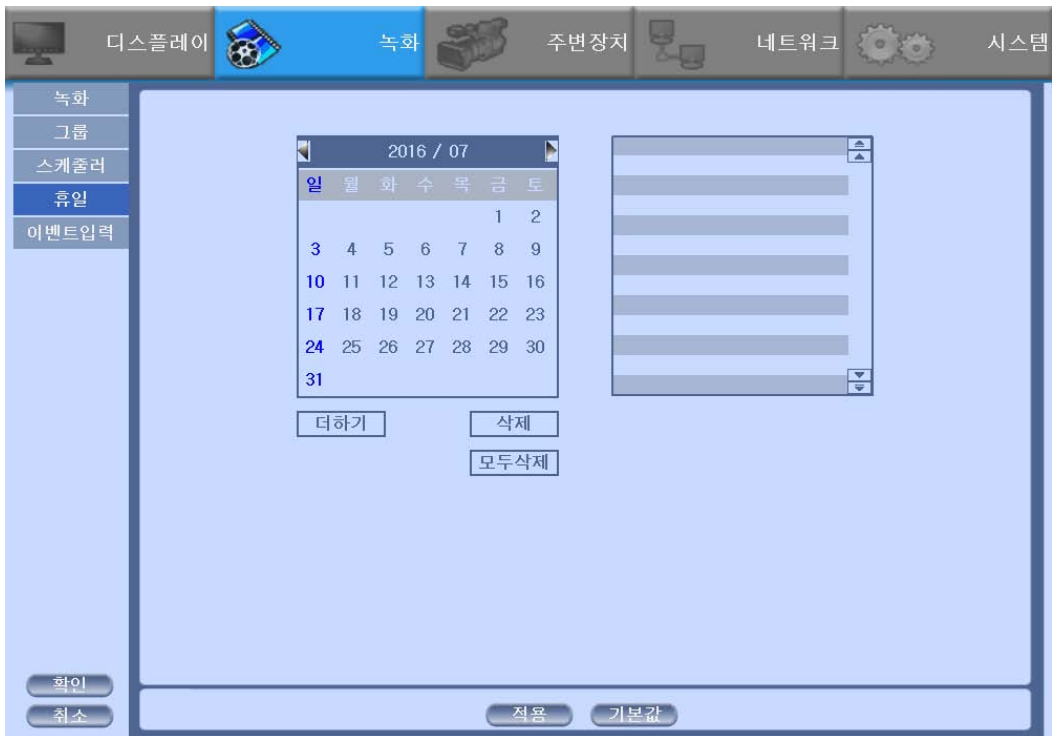 디스플레이 녹화 주변장치 네트워크 시스템
녹화
그룹
스케줄러
휴일
이벤트입력
2016 / 07
일 월 화 수 목 금 토
1 2
3 4 5 6 7 8 9
10 11 12 13 14 15 16
17 18 19 20 21 22 23
24 25 26 27 28 29 30
31
더하기 삭제
모두삭제
확인
취소
적용 기본값